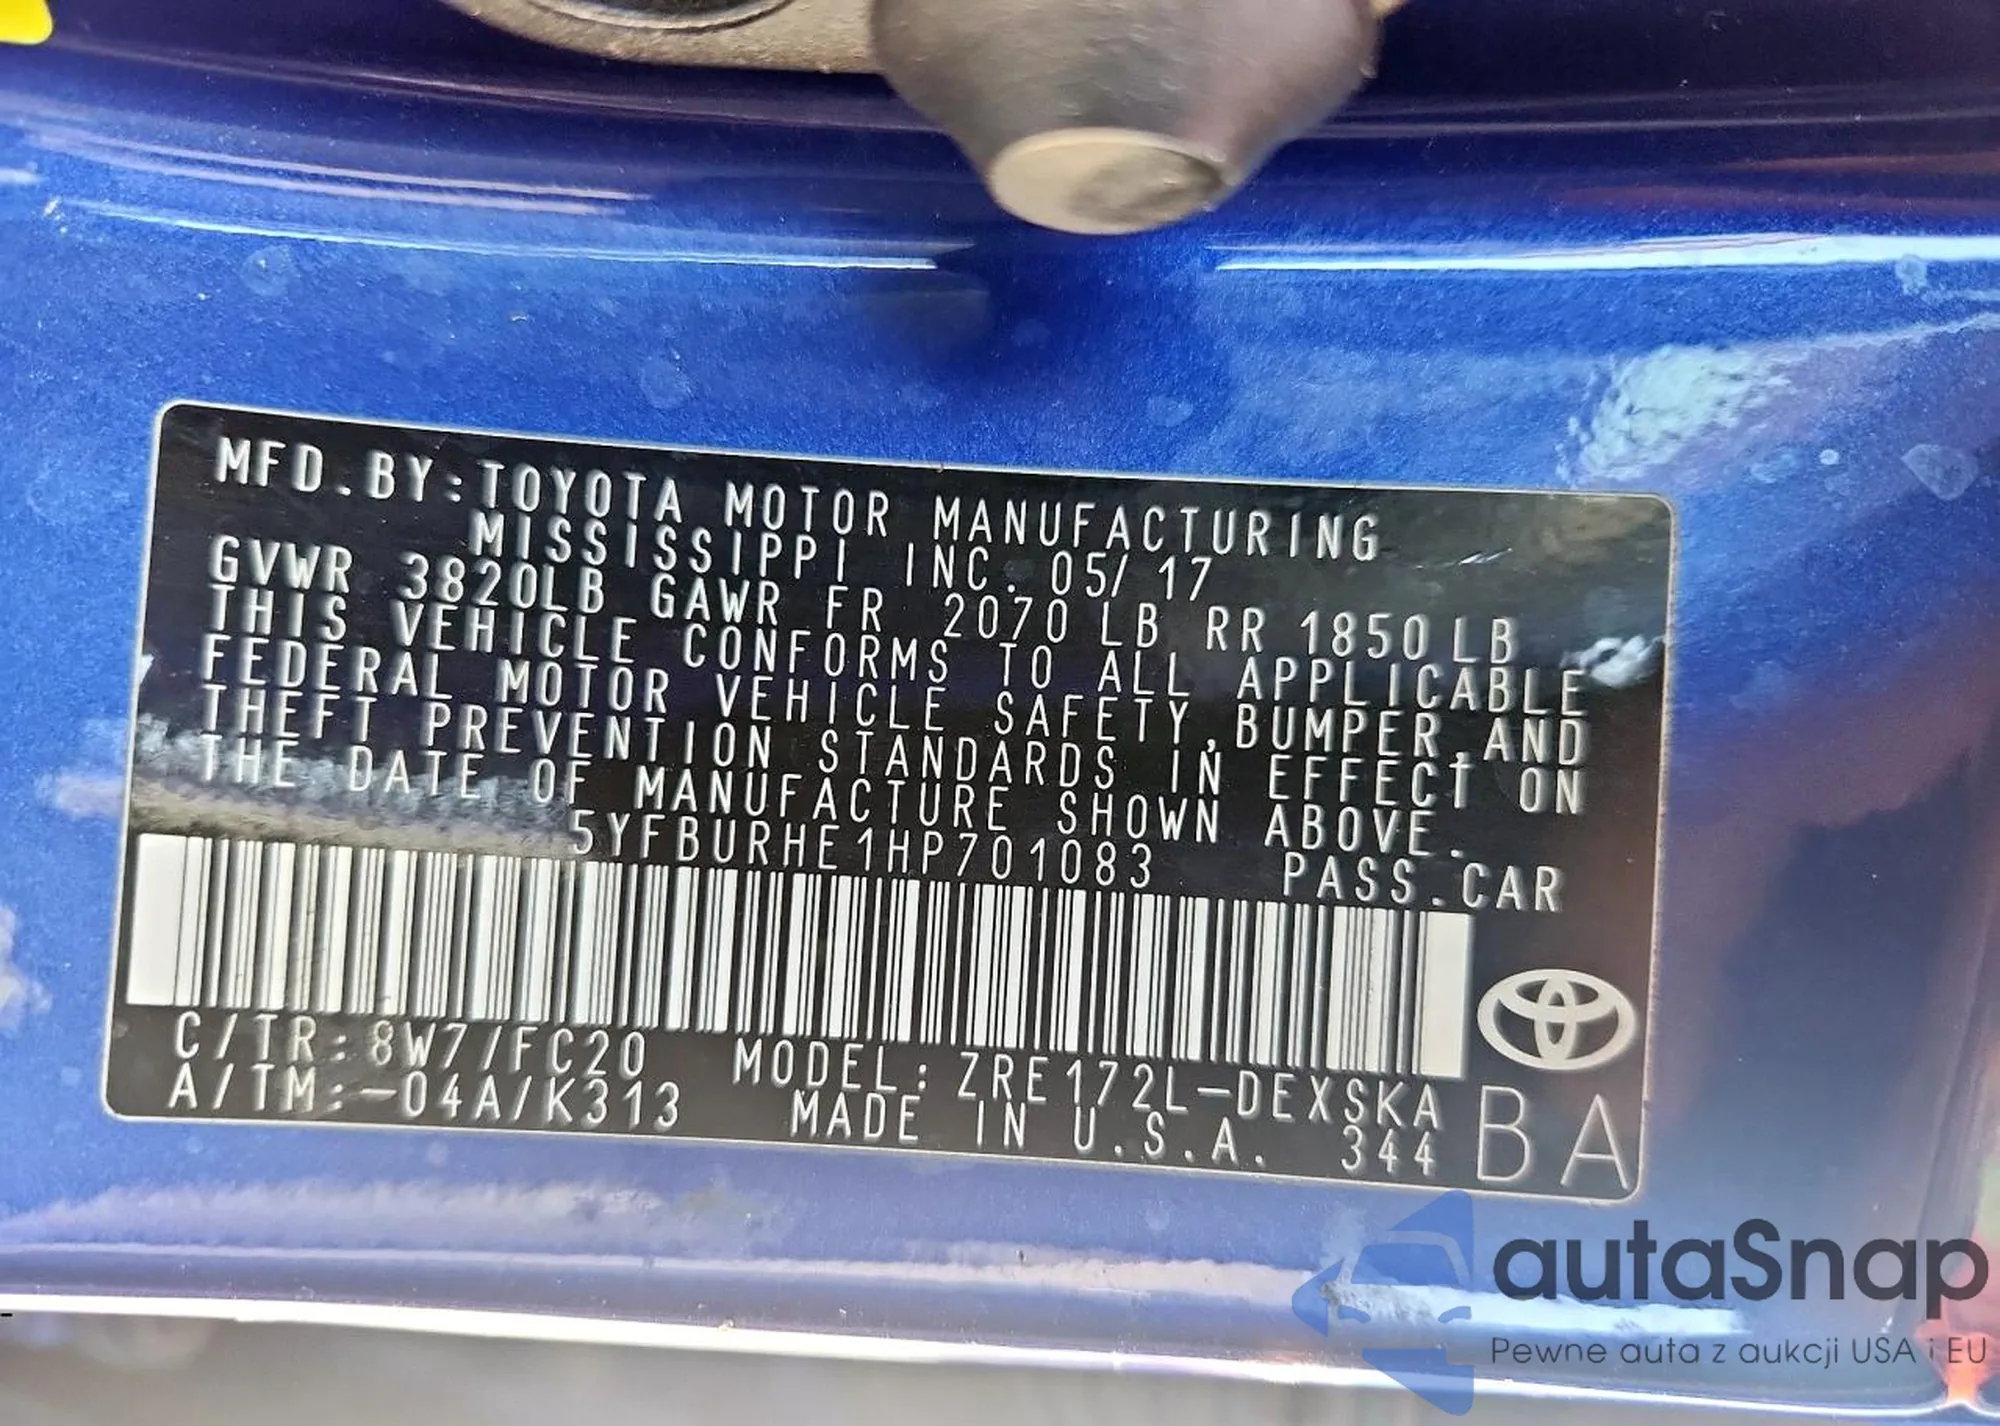 MFD.BY:TOYOTA MOTOR MANUFACTURING
MISSISSIPPI INC. 05/17
GVWR 3820LB GAWR FR 2070 LB RR 1850LB
THIS VEHICLE CONFORMS TO ALL APPLICABLE
FEDERAL MOTOR VEHICLE SAFETY,BUMPER,AND
THEFT PREVENTION STANDARDS IN EFFECT ON
THE DATE OF MANUFACTURE SHOWN ABOVE.
5YFBURHE1HP701083 PASS.CAR
C/TR:8W7/FC20 MODEL:ZRE172L-DEXSKA
A/TM:-04A/K313 MADE IN U.S.A. 344 BA
autaSnap
Pewne auta z aukcji USA i EU